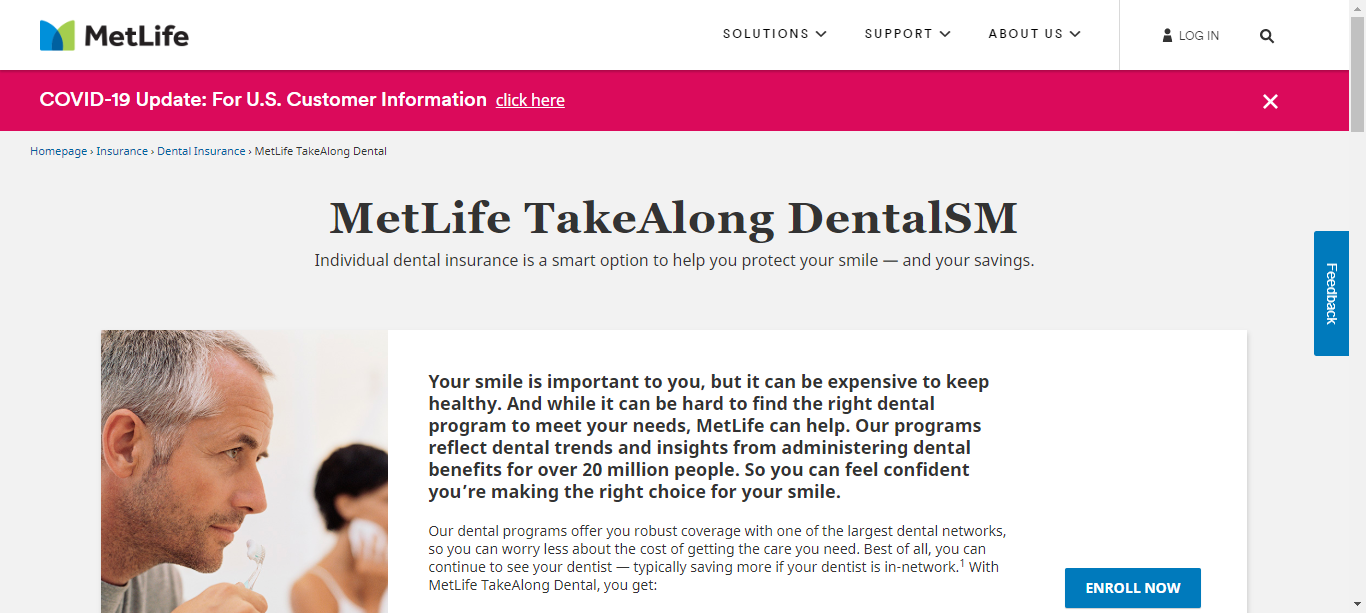 MetLife
SOLUTIONS
SUPPORT
ABOUT US
LOG IN
COVID-19 Update: For U.S. Customer Information click here
Homepage › Insurance › Dental Insurance › MetLife TakeAlong Dental
MetLife TakeAlong DentalSM
Individual dental insurance is a smart option to help you protect your smile — and your savings.
Feedback
Your smile is important to you, but it can be expensive to keep
healthy. And while it can be hard to find the right dental
program to meet your needs, MetLife can help. Our programs
reflect dental trends and insights from administering dental
benefits for over 20 million people. So you can feel confident
you’re making the right choice for your smile.
Our dental programs offer you robust coverage with one of the largest dental networks,
so you can worry less about the cost of getting the care you need. Best of all, you can
continue to see your dentist — typically saving more if your dentist is in-network.1 With
MetLife TakeAlong Dental, you get:
ENROLL NOW